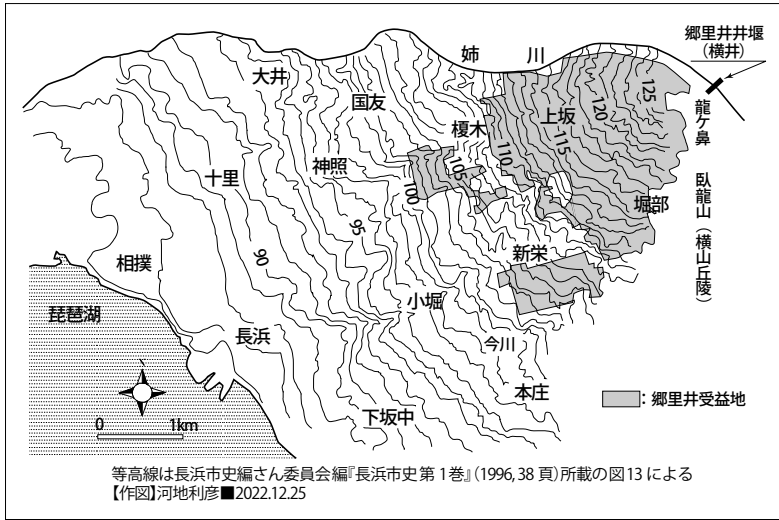 郷里井井堰
(横井)
姉川
大井
国友
榎木
上坂
125
120
115
110
105
100
95
90
龍ケ鼻
臥龍山(横山丘陵)
神照
十里
堀部
相撲
新栄
琵琶湖
小堀
長浜
今川
本庄
下坂中
0 1km
:郷里井受益地
等高線は長浜市史編さん委員会編『長浜市史第1巻』(1996,38頁)所載の図13による
【作図】河地利彦■2022.12.25